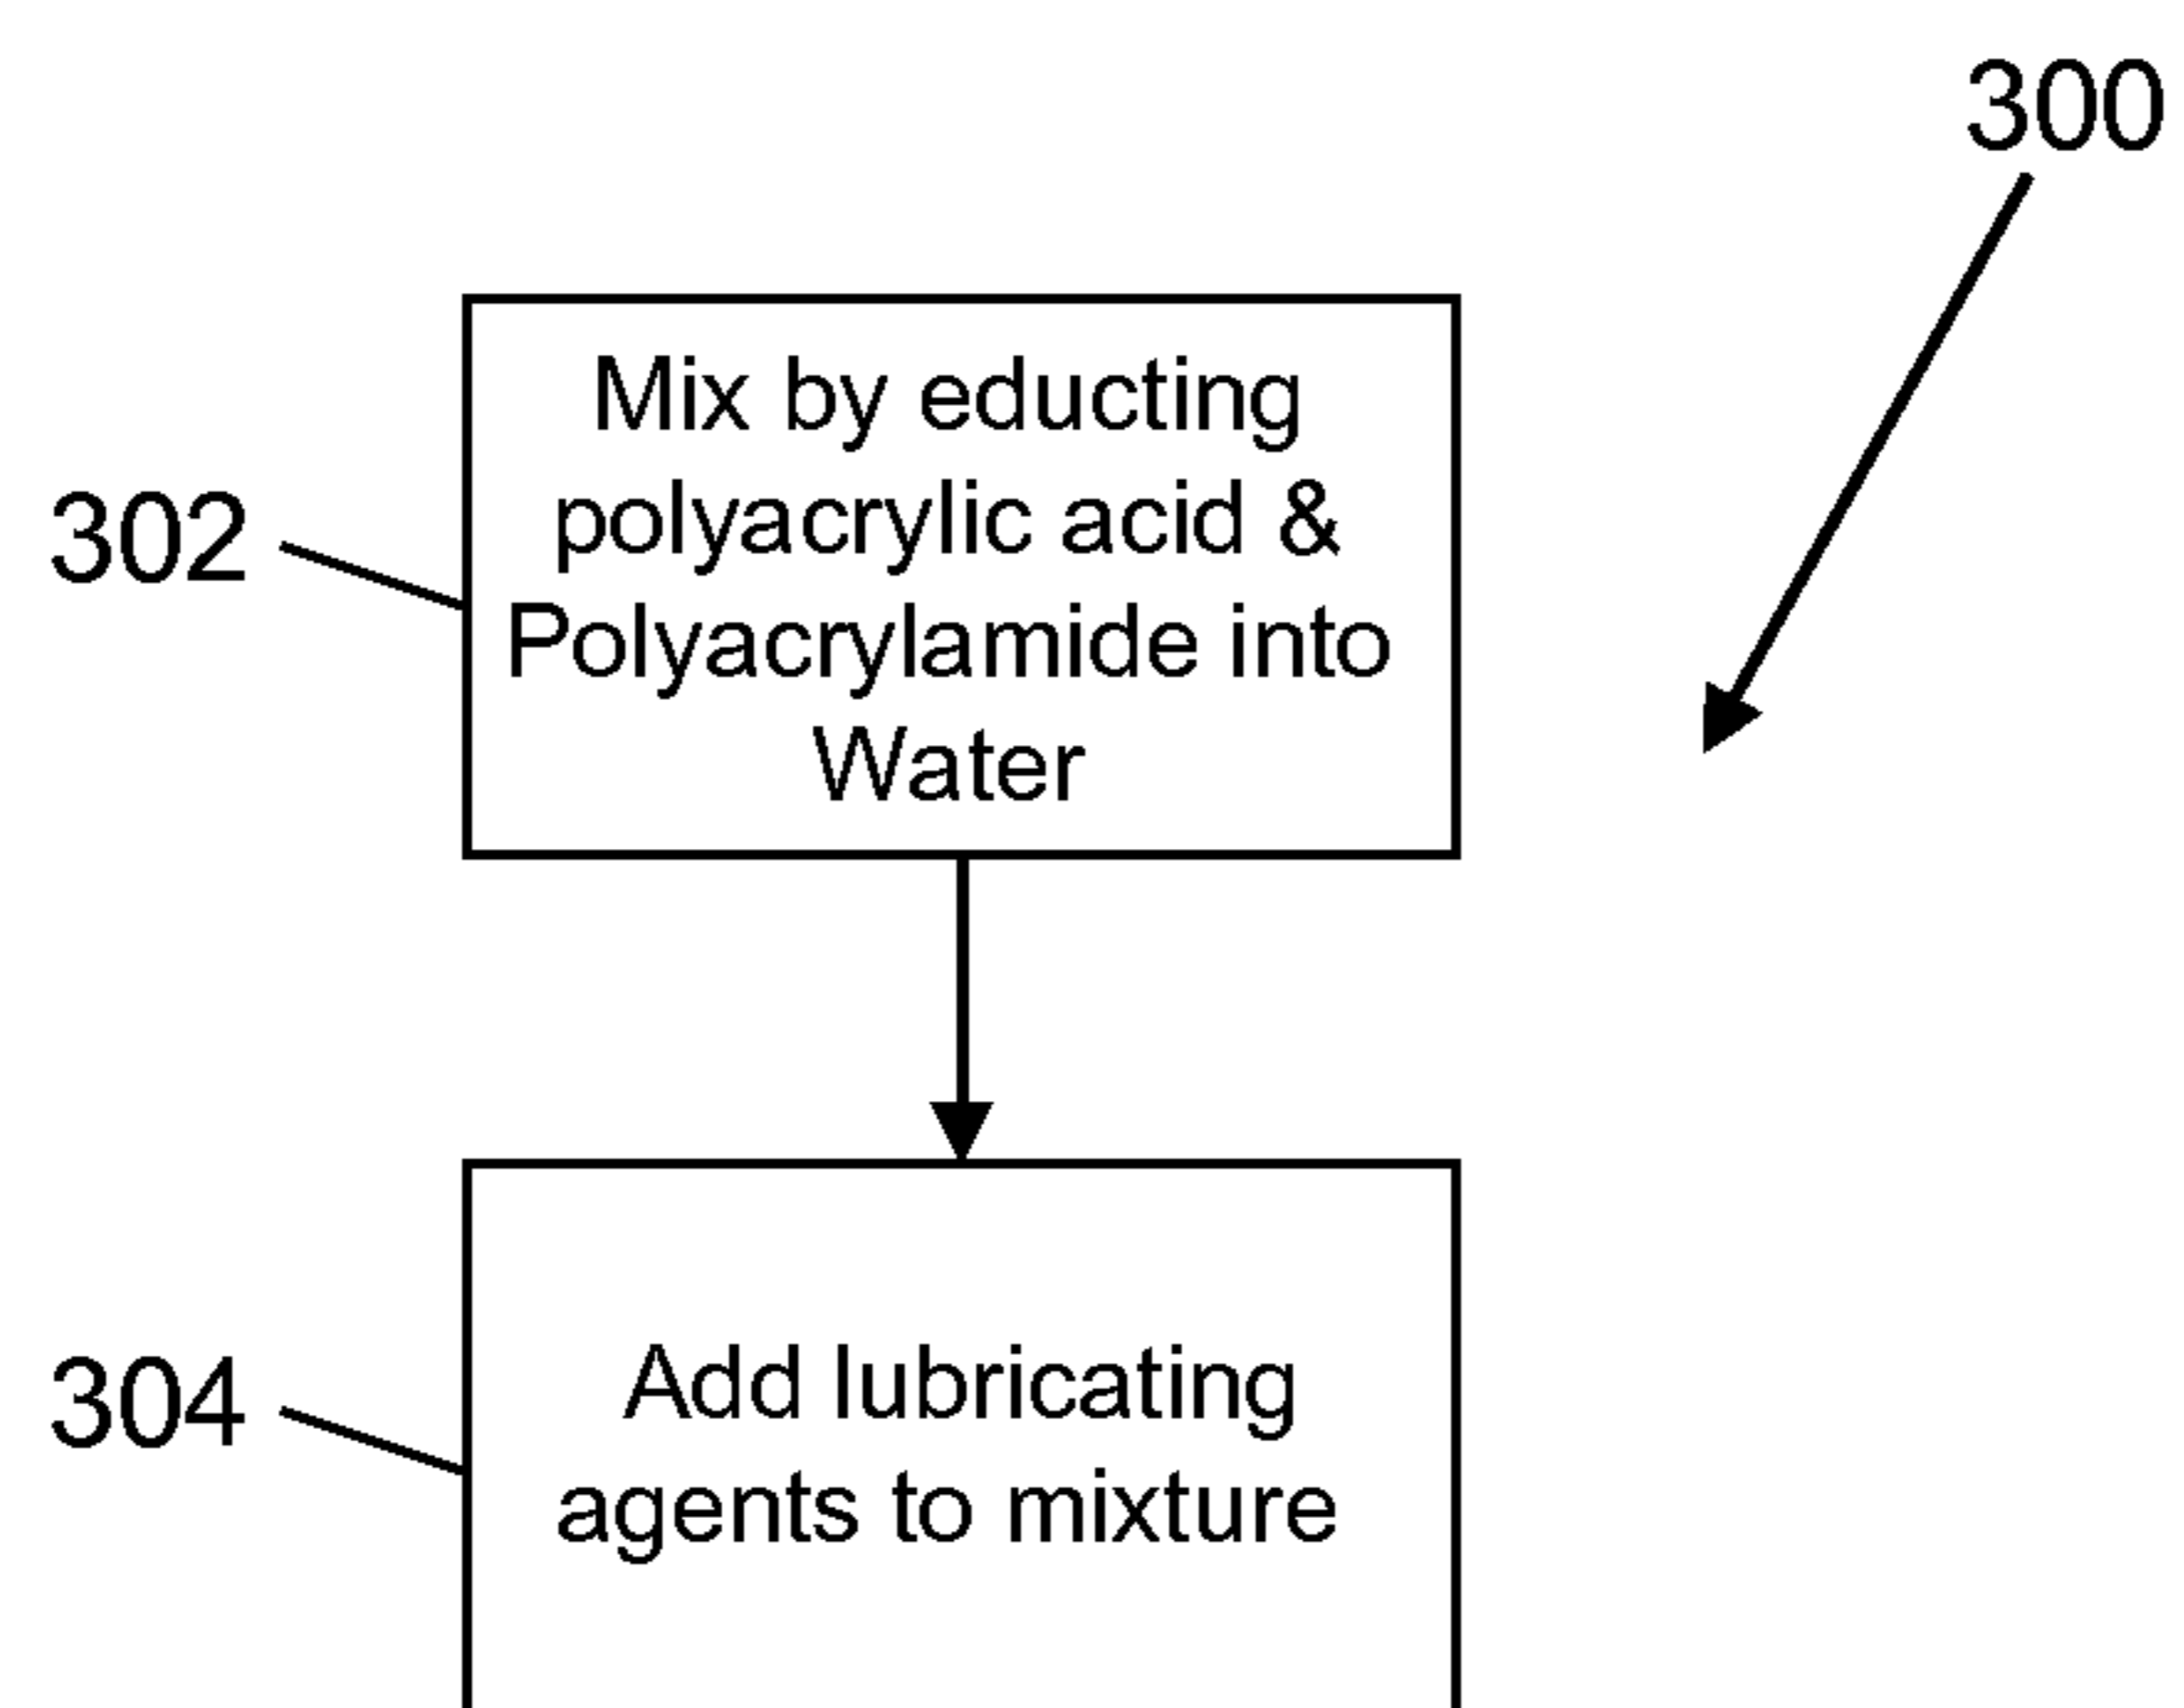 300
Mix by educting
polyacrylic acid &
Polyacrylamide into
Water
302
Add lubricating
agents to mixture
304